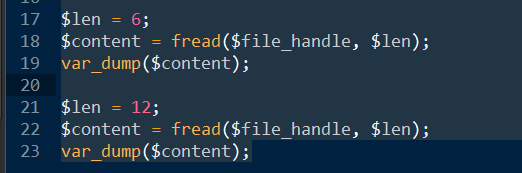 17 $len = 6;
18 $content = fread($file_handle, $len);
19 var_dump($content);
20
21 $len = 12;
22 $content = fread($file_handle, $len);
23 var_dump($content);